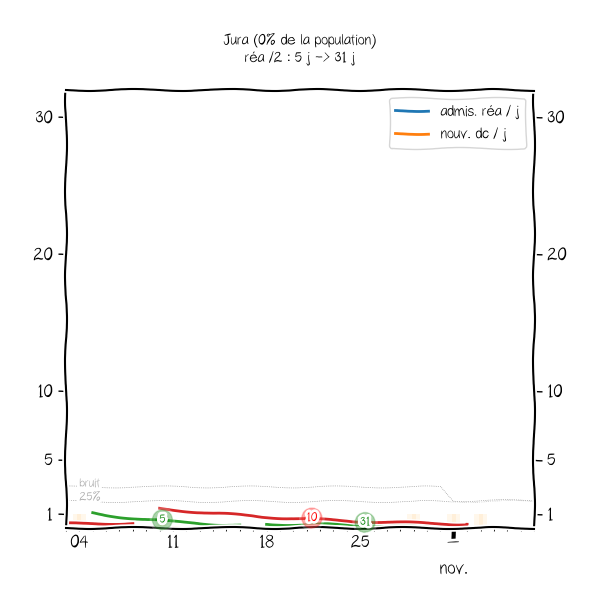 Jura (0% de la population)
réa /2 : 5 j -> 31 j
admis. réa / j
nouv. dc / j
30 30
20 20
10 10
5 5
bruit
25%
1 1
5 10 31
04 11 18 25 1
nov.